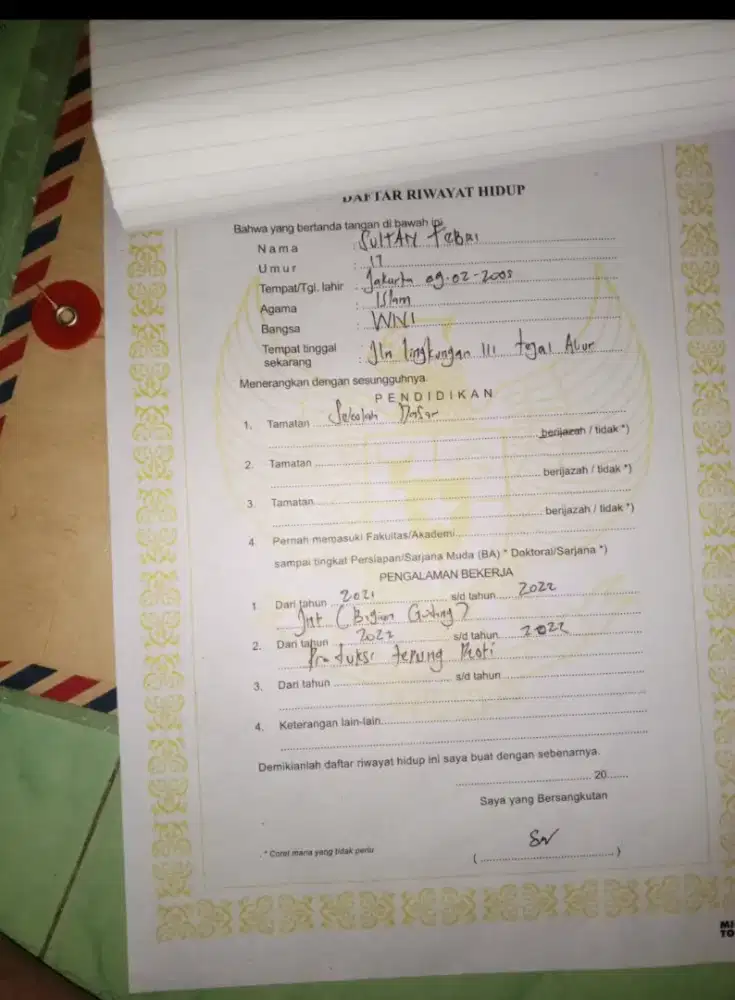 DAFTAR RIWAYAT HIDUP
Bahwa yang bertanda tangan di bawah ini
Nama : SULTAN FEBRI
Umur : 17
Tempat/Tgl. lahir : Jakarta 09-02-2005
Agama : Islam
Bangsa : WNI
Tempat tinggal
sekarang : Jln lingkungan III tegal Alur
Menerangkan dengan sesungguhnya.
PENDIDIKAN
1. Tamatan Sekolah Dasar
berijazah / tidak *)
2. Tamatan
berijazah / tidak *)
3. Tamatan
berijazah / tidak *)
4. Pernah memasuki Fakultas/Akademi
sampai tingkat Persiapan/Sarjana Muda (BA) * Doktoral/Sarjana *)
PENGALAMAN BEKERJA
1. Dari tahun 2021 s/d tahun 2022
(Bagian Gudang)
2. Dari tahun 2022 s/d tahun 2022
Produksi tepung Roti
3. Dari tahun s/d tahun
4. Keterangan lain-lain
Demikianlah daftar riwayat hidup ini saya buat dengan sebenarnya.
20
Saya yang Bersangkutan
* Coret mana yang tidak perlu
( )